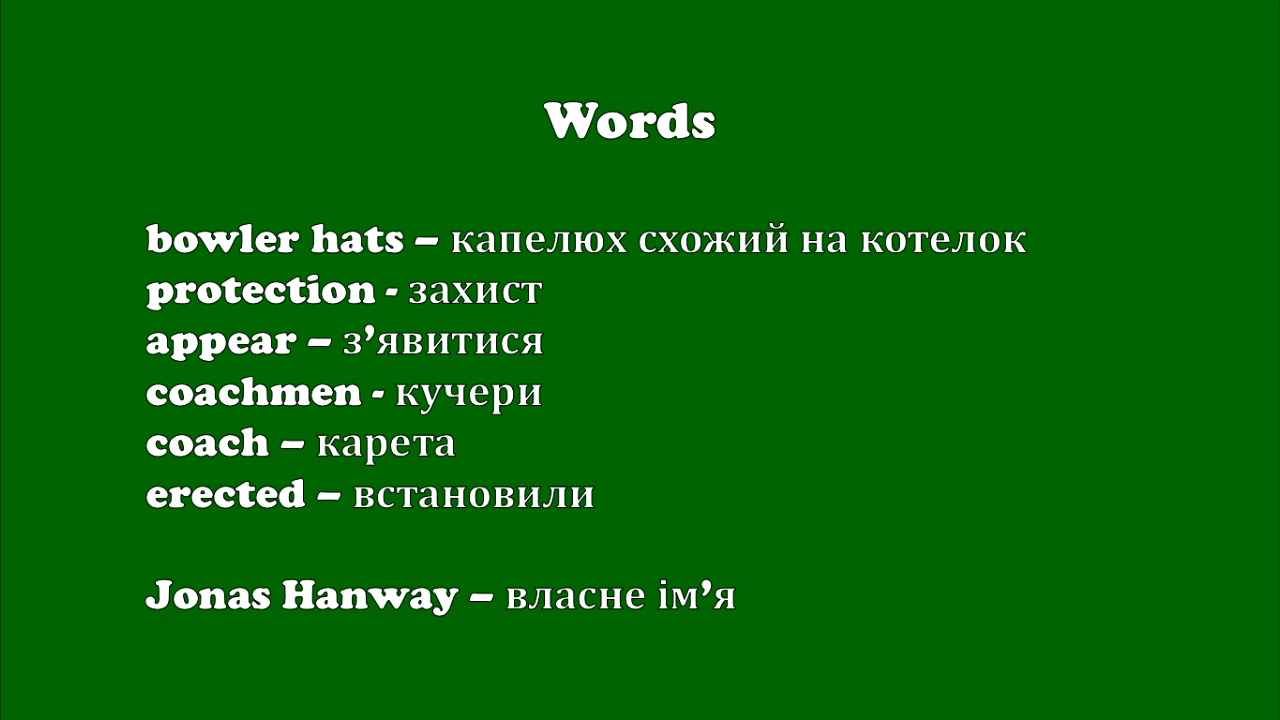 Words
bowler hats – капелюх схожий на котелок
protection - захист
appear – з’явитися
coachmen - кучери
coach – карета
erected – встановили
Jonas Hanway – власне ім’я